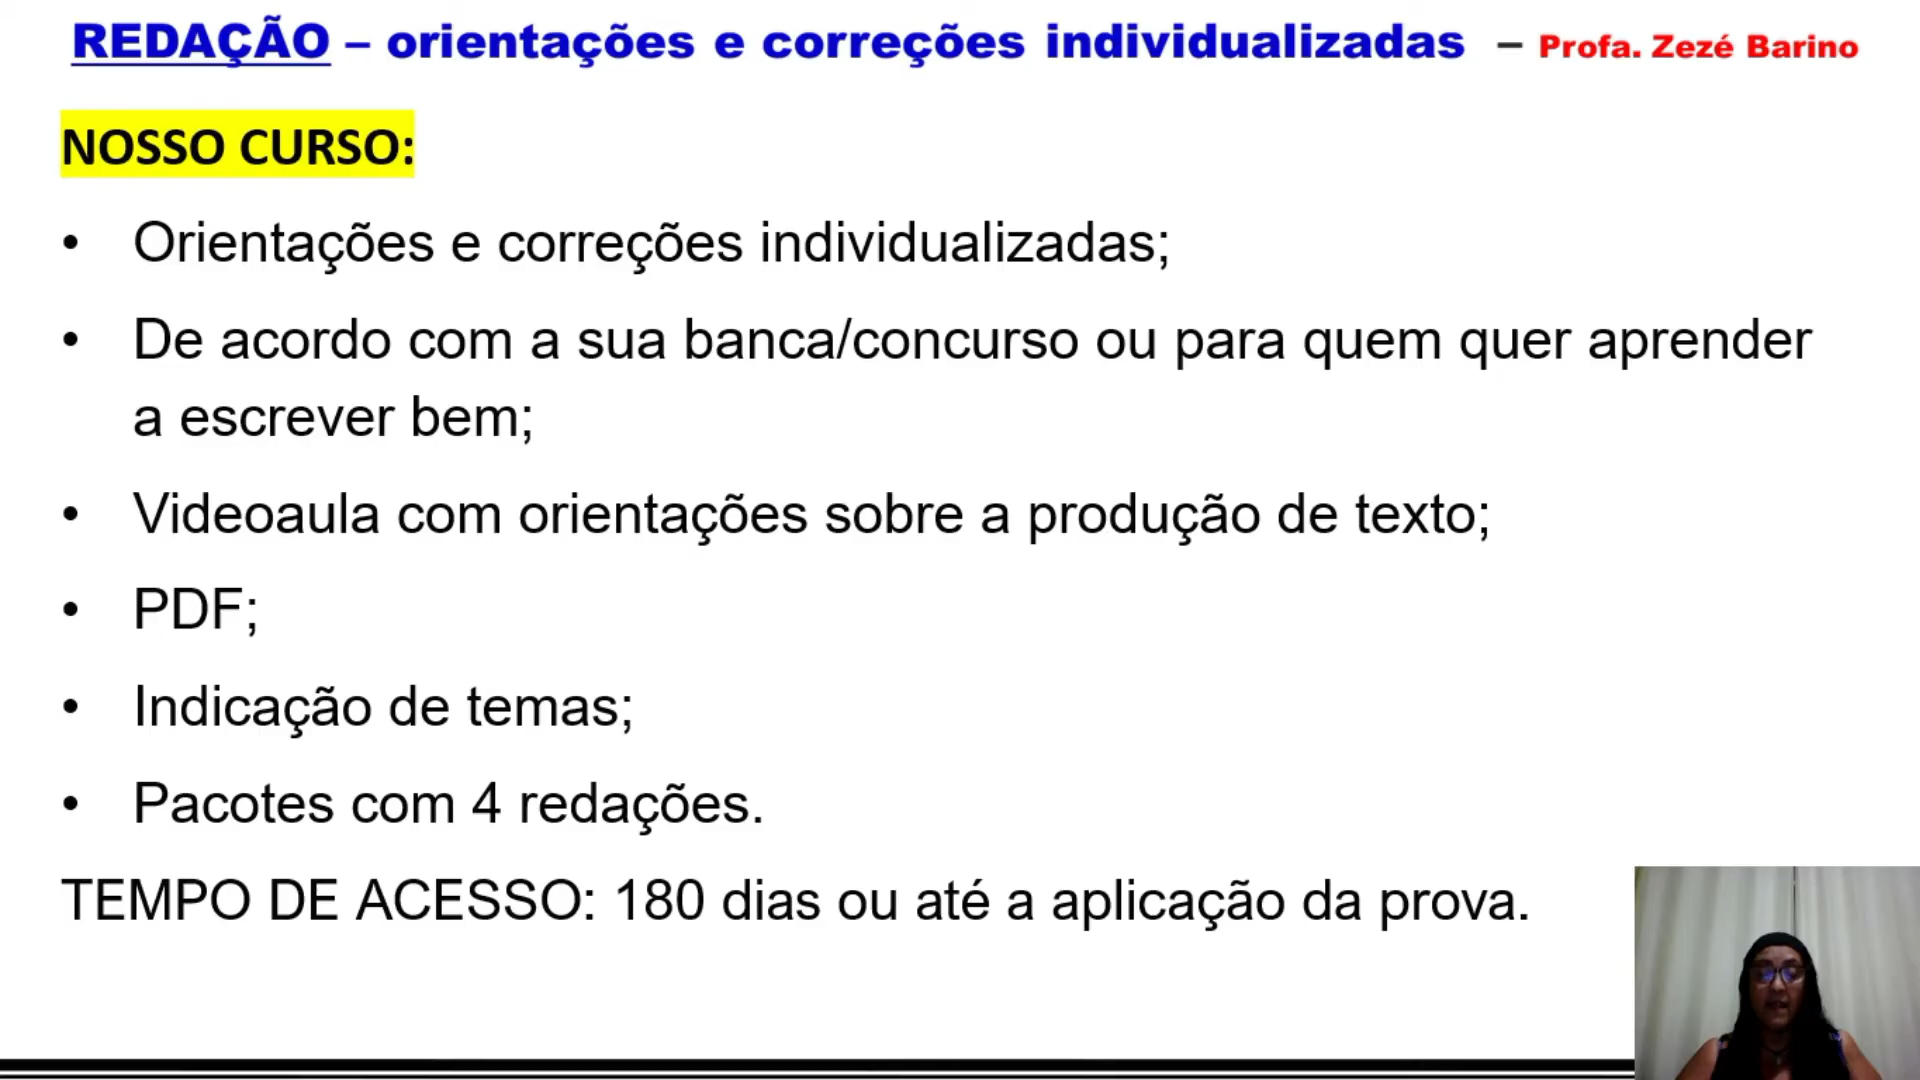 REDAÇÃO – orientações e correções individualizadas – Profa. Zezé Barino
NOSSO CURSO:
• Orientações e correções individualizadas;
• De acordo com a sua banca/concurso ou para quem quer aprender
a escrever bem;
• Videoaula com orientações sobre a produção de texto;
• PDF;
• Indicação de temas;
• Pacotes com 4 redações.
TEMPO DE ACESSO: 180 dias ou até a aplicação da prova.